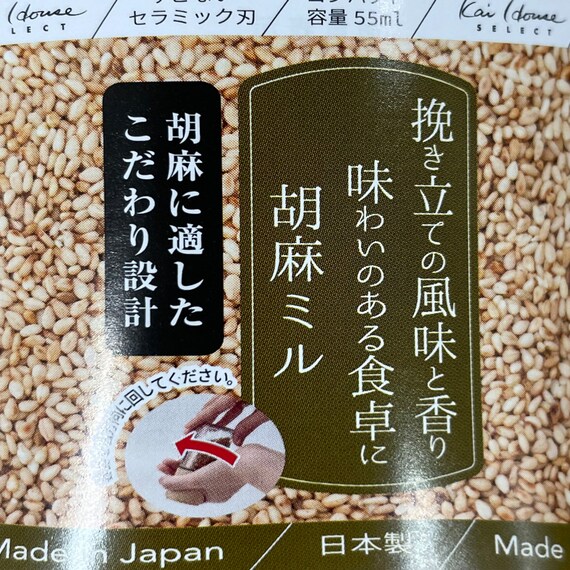 Kai House
SELECT
セラミック刃
容量 55ml
挽き立ての風味と香り
味わいのある食卓に
胡麻ミル
胡麻に適した
こだわり設計
に回してください。
Made in Japan
日本製
Made